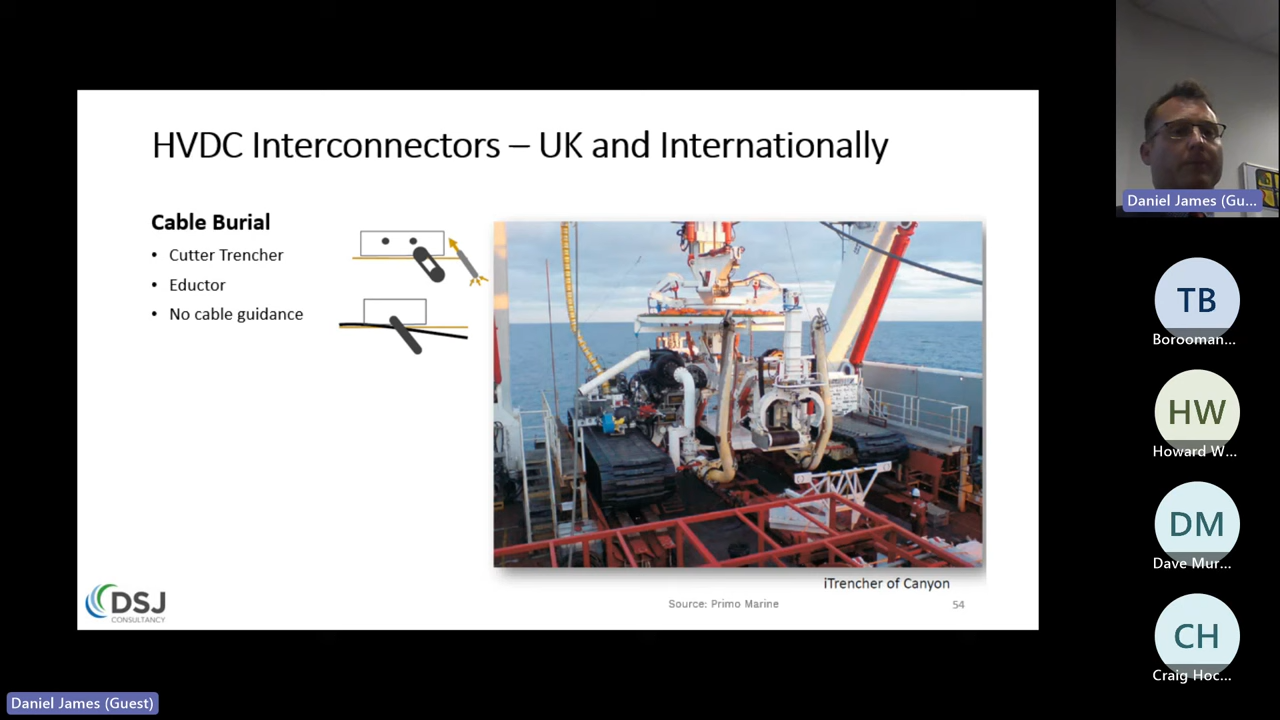 HVDC Interconnectors – UK and Internationally
Cable Burial
• Cutter Trencher
• Eductor
• No cable guidance
iTrencher of Canyon
Source: Primo Marine
54
DSJ
CONSULTANCY
Daniel James (Gu...
TB
Borooman...
HW
Howard W...
DM
Dave Mur...
CH
Craig Hoc...
Daniel James (Guest)